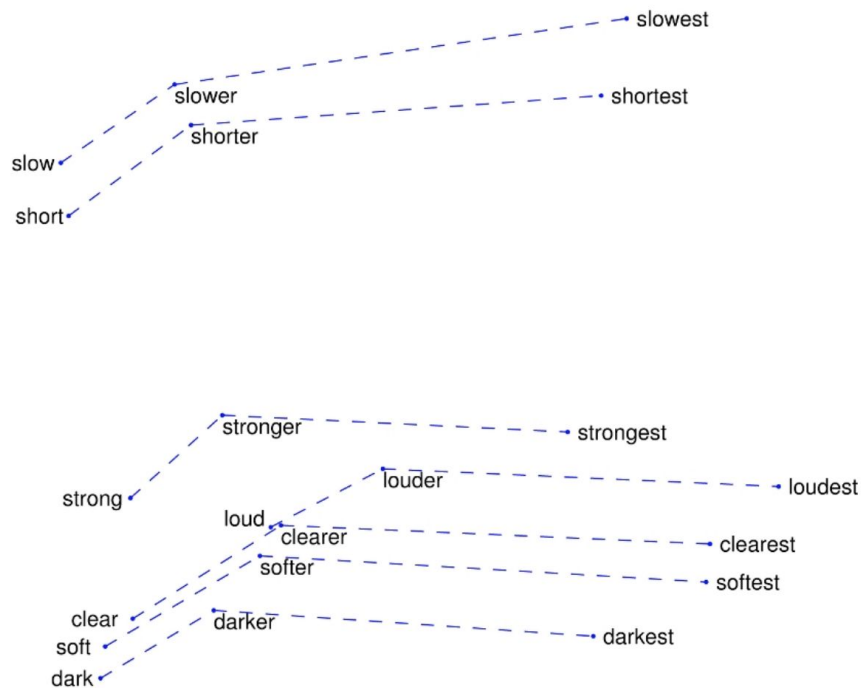 slowest
slower
shortest
shorter
slow
short
stronger
strongest
strong
louder
loudest
loud
clearer
clearest
softer
softest
clear
darker
darkest
soft
dark